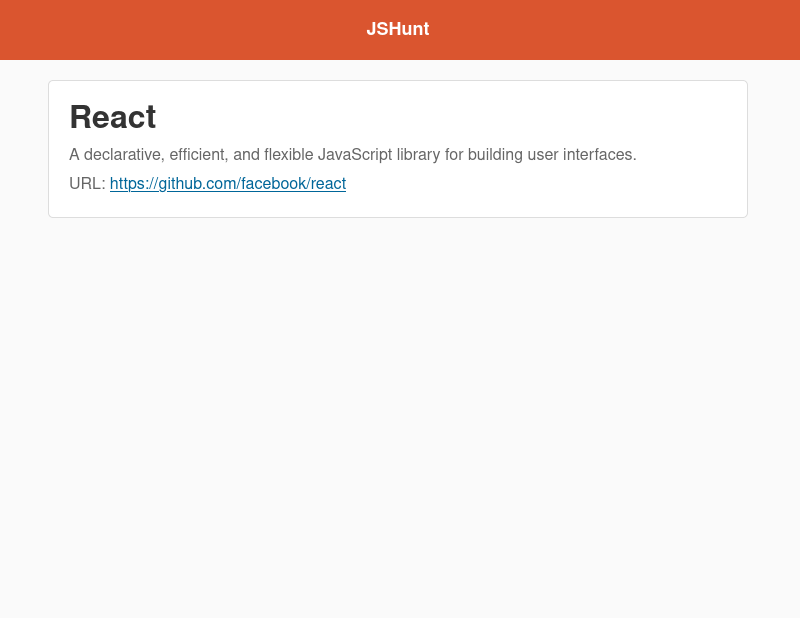 JSHunt
React
A declarative, efficient, and flexible JavaScript library for building user interfaces.
URL: https://github.com/facebook/react